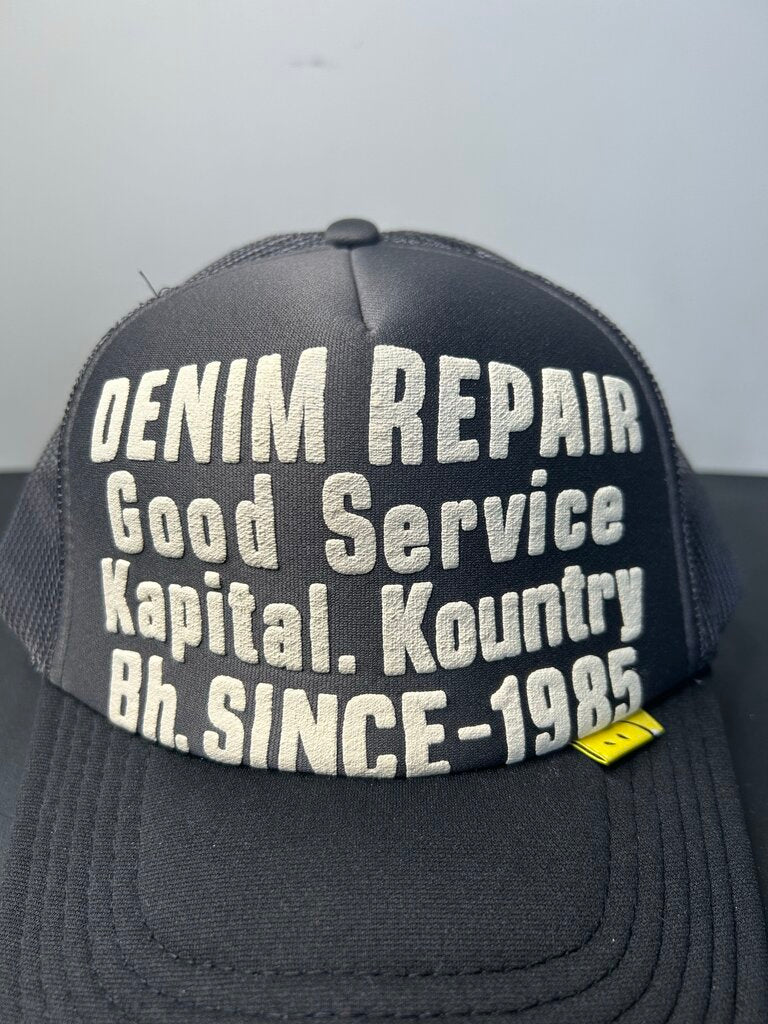 DENIM REPAIR
Good Service
Kapital. Kountry
Bh. SINCE-1985